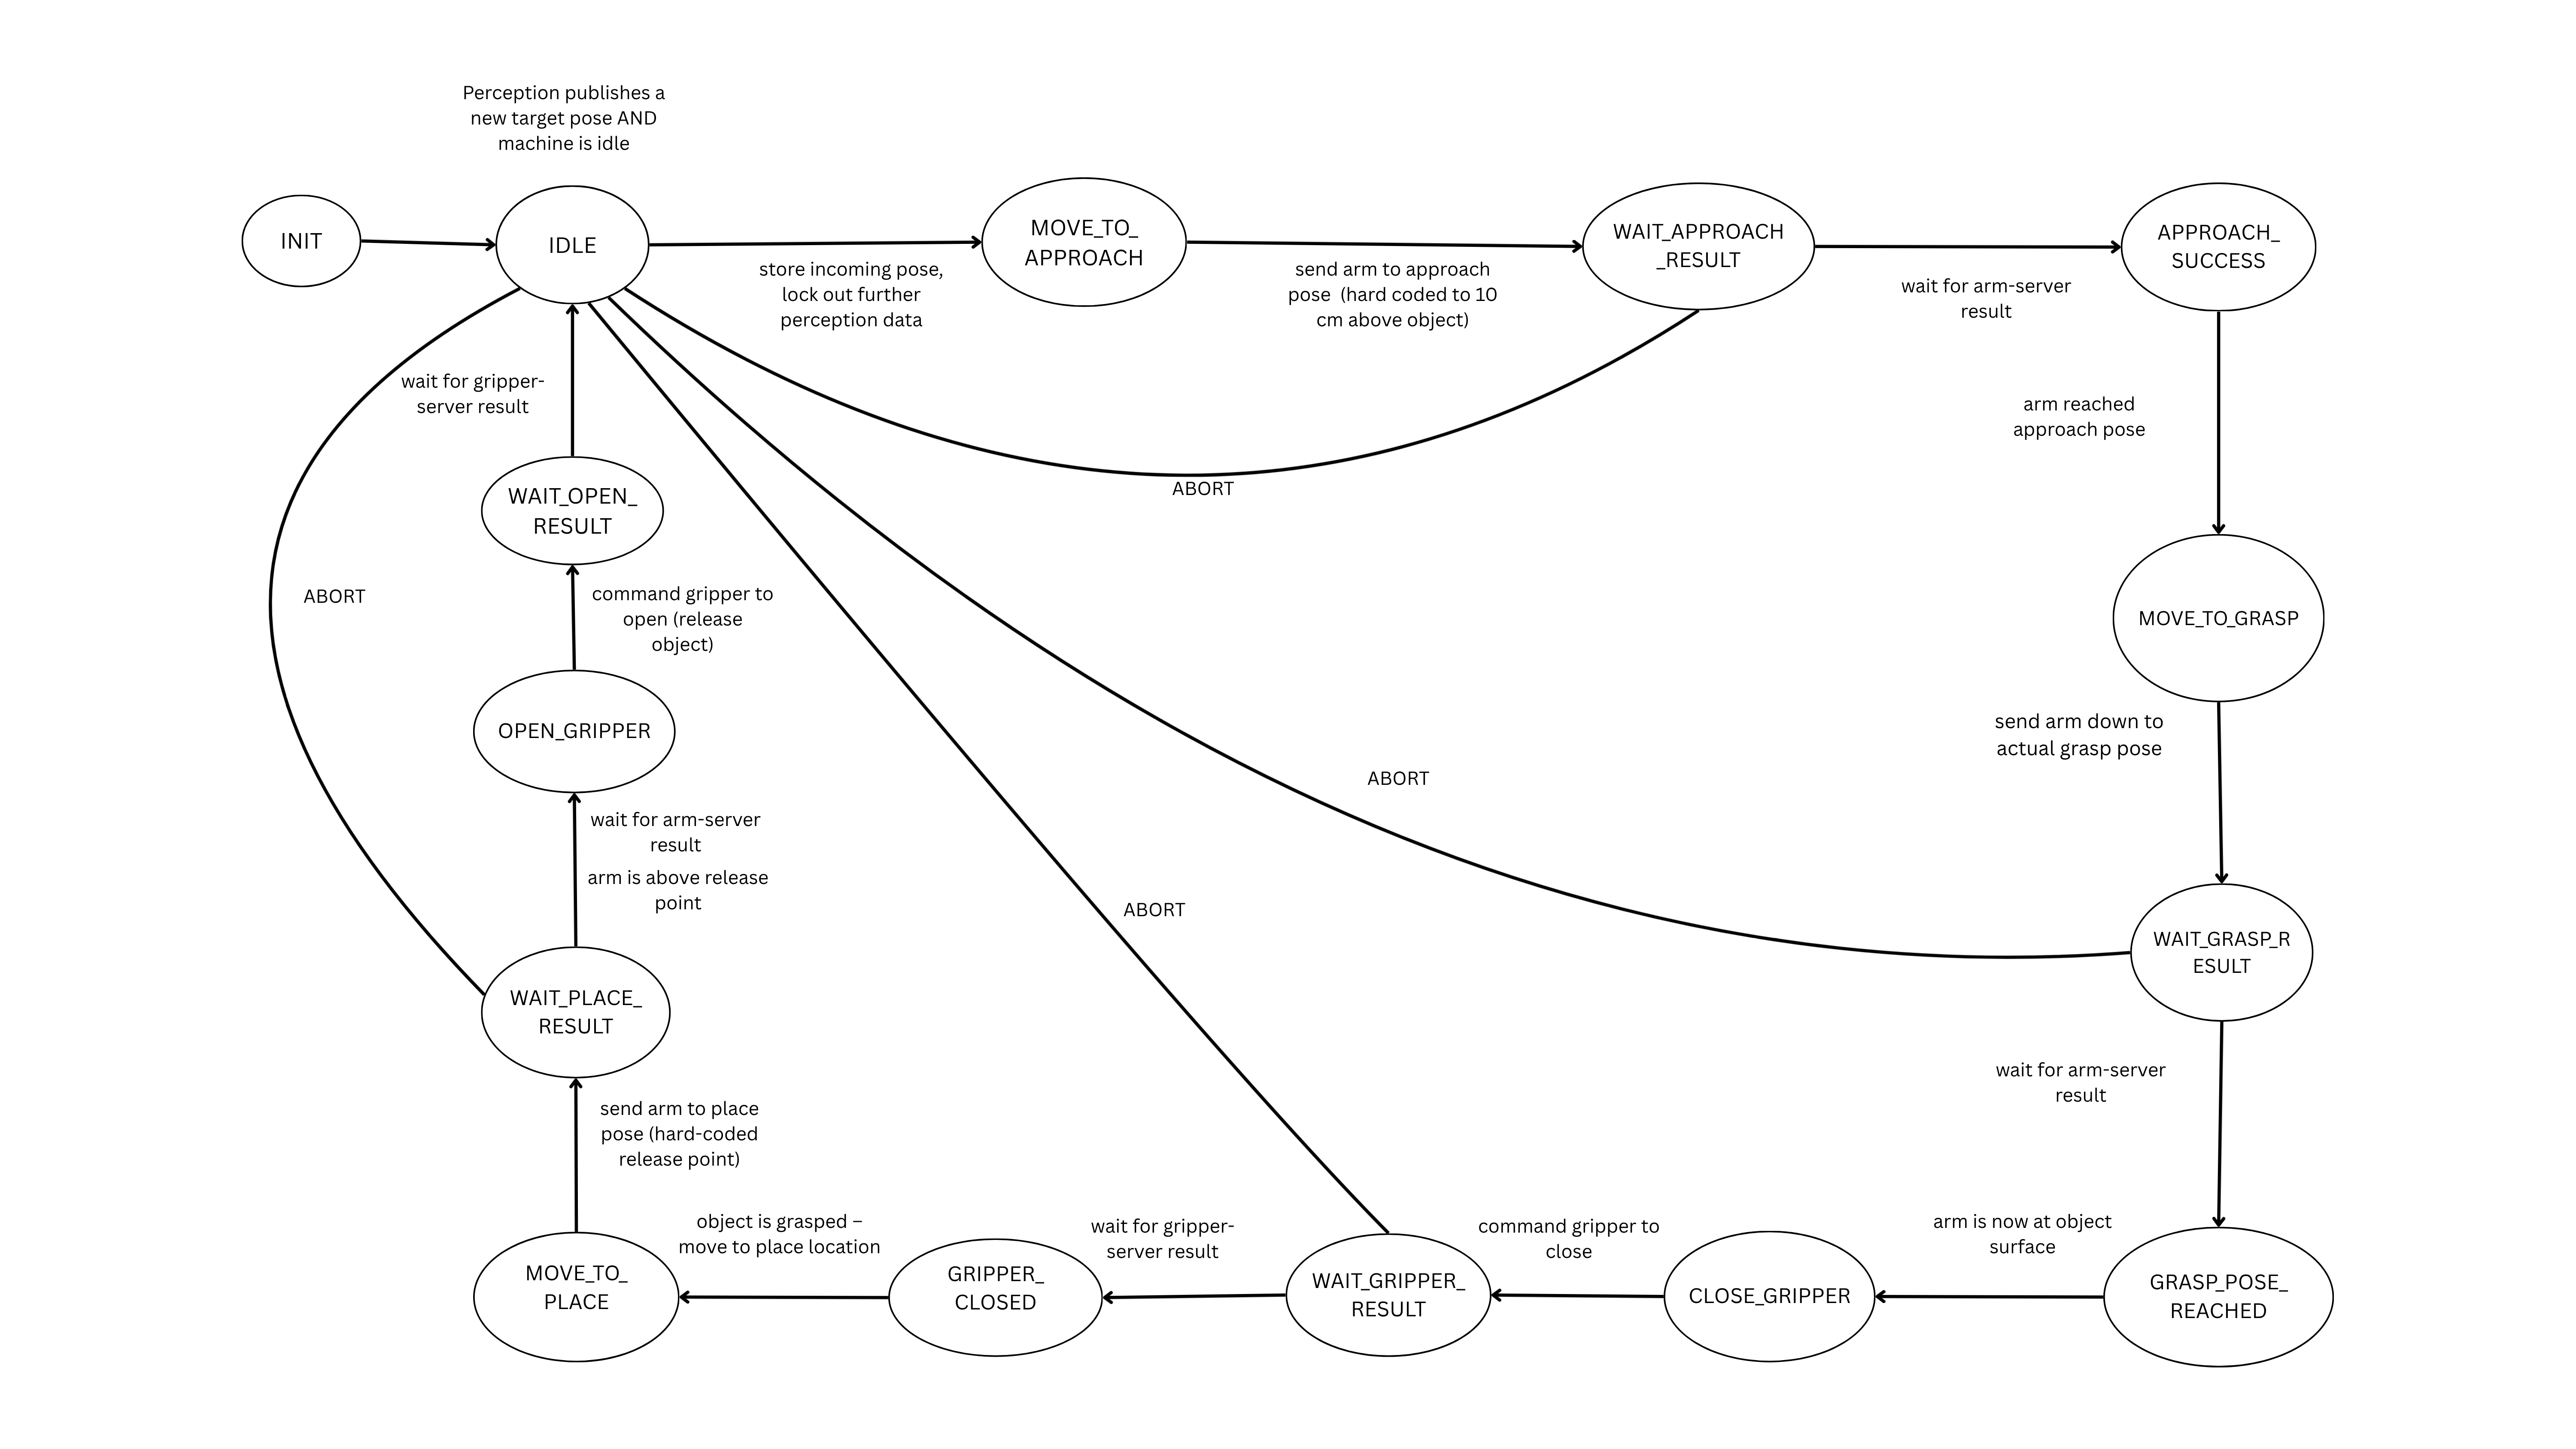 Perception publishes a
new target pose AND
machine is idle
INIT
IDLE
MOVE_TO_
APPROACH
WAIT_APPROACH
_RESULT
APPROACH_
SUCCESS
store incoming pose,
lock out further
perception data
send arm to approach
pose (hard coded to 10
cm above object)
wait for arm-server
result
wait for gripper-
server result
arm reached
approach pose
ABORT
WAIT_OPEN_
RESULT
ABORT
command gripper to
open (release
object)
MOVE_TO_GRASP
OPEN_GRIPPER
send arm down to
actual grasp pose
ABORT
wait for arm-server
result
arm is above release
point
ABORT
WAIT_GRASP_R
ESULT
WAIT_PLACE_
RESULT
wait for arm-server
result
send arm to place
pose (hard-coded
release point)
object is grasped –
move to place location
wait for gripper-
server result
command gripper to
close
arm is now at object
surface
MOVE_TO_
PLACE
GRIPPER_
CLOSED
WAIT_GRIPPER_
RESULT
CLOSE_GRIPPER
GRASP_POSE_
REACHED